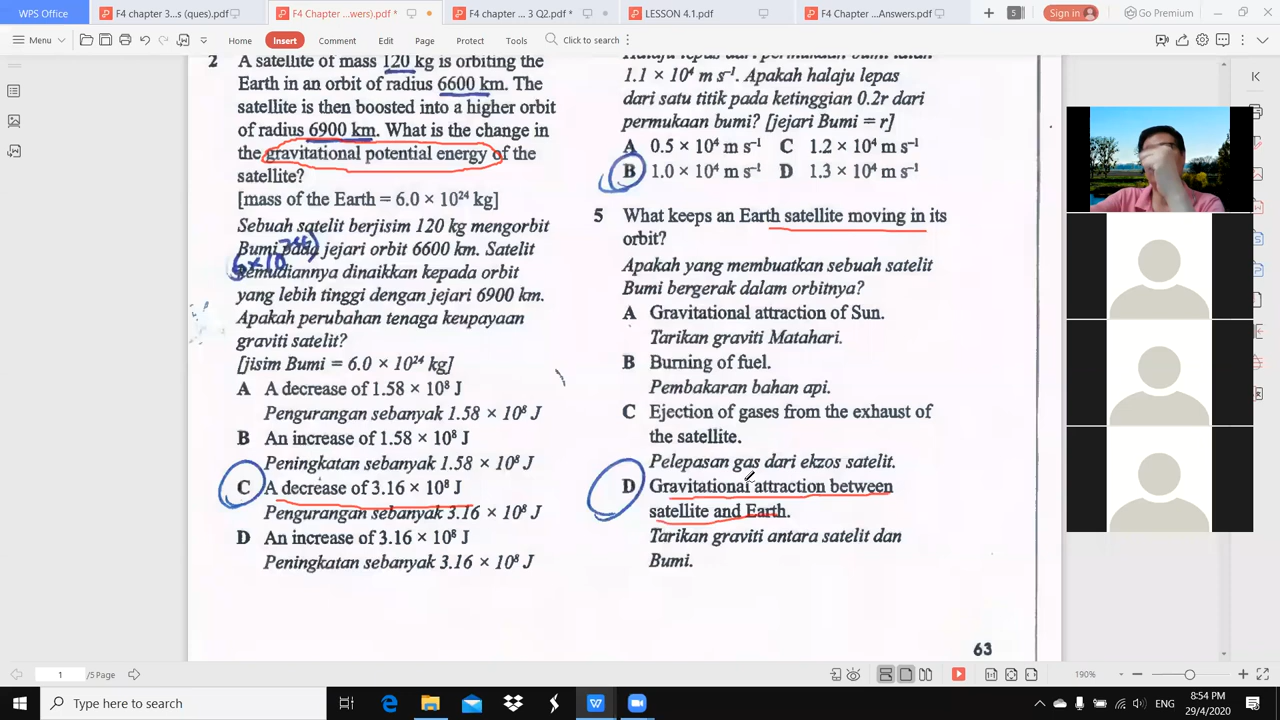 WPS Office
F4 chapter 3...s (ques).pdf
F4 Chapter ...wers).pdf *
F4 Chapter ... 3 Q2.pdf *
LESSON 4.1.pdf
F4 Chapter ...Answers.pdf
5
Sign in
Go Premium
Menu
Home
Insert
Comment
Edit
Page
Protect
Tools
Click to search
2 A satellite of mass 120 kg is orbiting the
Earth in an orbit of radius 6600 km. The
satellite is then boosted into a higher orbit
of radius 6900 km. What is the change in
the gravitational potential energy of the
satellite?
[mass of the Earth = 6.0 × 10²⁴ kg]
Sebuah satelit berjisim 120 kg mengorbit
Bumi pada jejari orbit 6600 km. Satelit
kemudiannya dinaikkan kepada orbit
yang lebih tinggi dengan jejari 6900 km.
Apakah perubahan tenaga keupayaan
graviti satelit?
[jisim Bumi = 6.0 × 10²⁴ kg]
A A decrease of 1.58 × 10⁸ J
Pengurangan sebanyak 1.58 × 10⁸ J
B An increase of 1.58 × 10⁸ J
Peningkatan sebanyak 1.58 × 10⁸ J
C A decrease of 3.16 × 10⁸ J
Pengurangan sebanyak 3.16 × 10⁸ J
D An increase of 3.16 × 10⁸ J
Peningkatan sebanyak 3.16 × 10⁸ J
1.1 × 10⁴ m s⁻¹. Apakah halaju lepas
dari satu titik pada ketinggian 0.2r dari
permukaan bumi? [jejari Bumi = r]
A 0.5 × 10⁴ m s⁻¹ C 1.2 × 10⁴ m s⁻¹
B 1.0 × 10⁴ m s⁻¹ D 1.3 × 10⁴ m s⁻¹
5 What keeps an Earth satellite moving in its
orbit?
Apakah yang membuatkan sebuah satelit
Bumi bergerak dalam orbitnya?
A Gravitational attraction of Sun.
Tarikan graviti Matahari.
B Burning of fuel.
Pembakaran bahan api.
C Ejection of gases from the exhaust of
the satellite.
Pelepasan gas dari ekzos satelit.
D Gravitational attraction between
satellite and Earth.
Tarikan graviti antara satelit dan
Bumi.
63
1 /5 Page
190%
Type here to search
ENG
8:54 PM
29/4/2020